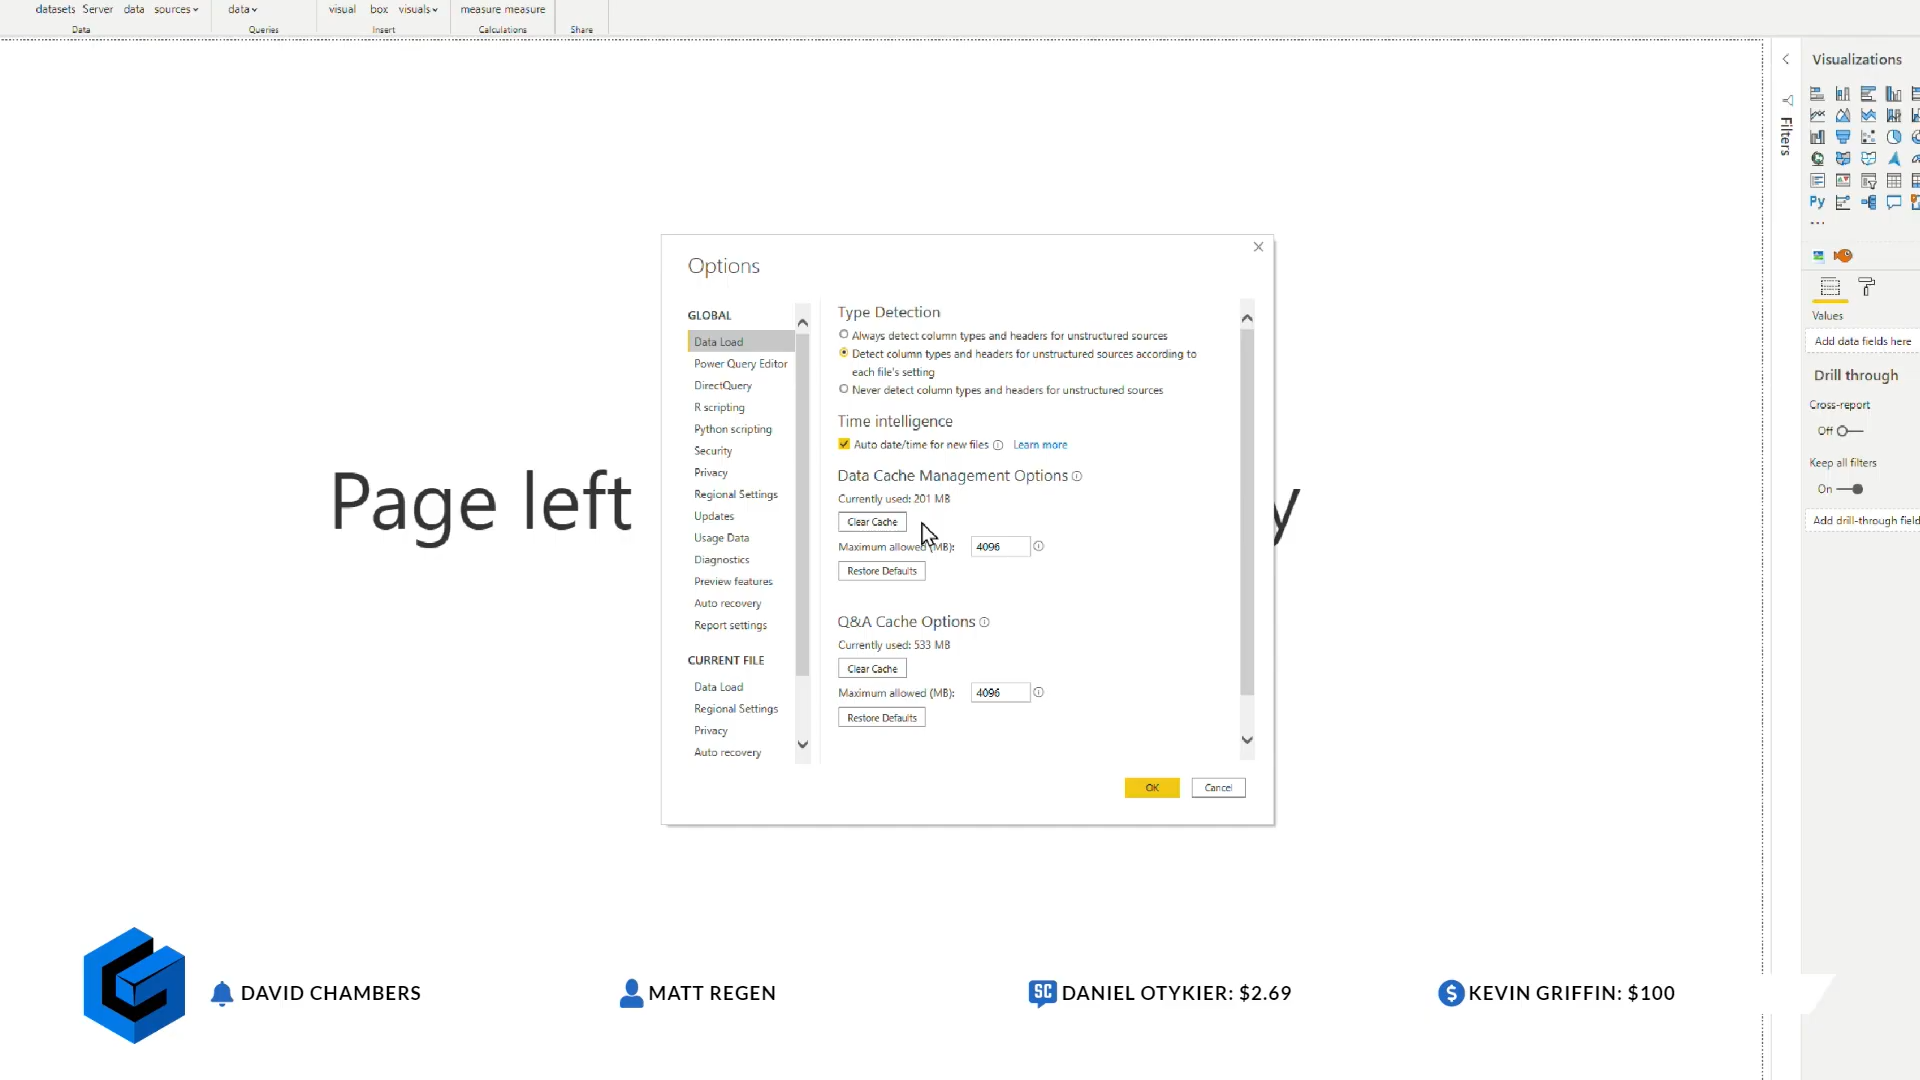 datasets Server data sources data visual box visuals measure measure
Data Queries Insert Calculations Share
Visualizations
Filters
Py
Values
Add data fields here
Drill through
Cross-report
Off
Keep all filters
On
Add drill-through field
Page left
y
Options
GLOBAL
Data Load
Power Query Editor
DirectQuery
R scripting
Python scripting
Security
Privacy
Regional Settings
Updates
Usage Data
Diagnostics
Preview features
Auto recovery
Report settings
CURRENT FILE
Data Load
Regional Settings
Privacy
Auto recovery
Type Detection
Always detect column types and headers for unstructured sources
Detect column types and headers for unstructured sources according to
each file's setting
Never detect column types and headers for unstructured sources
Time intelligence
Auto date/time for new files Learn more
Data Cache Management Options
Currently used: 201 MB
Clear Cache
Maximum allowed (MB): 4096
Restore Defaults
Q&A Cache Options
Currently used: 533 MB
Clear Cache
Maximum allowed (MB): 4096
Restore Defaults
OK Cancel
DAVID CHAMBERS MATT REGEN SC DANIEL OTYKIER: $2.69 $ KEVIN GRIFFIN: $100